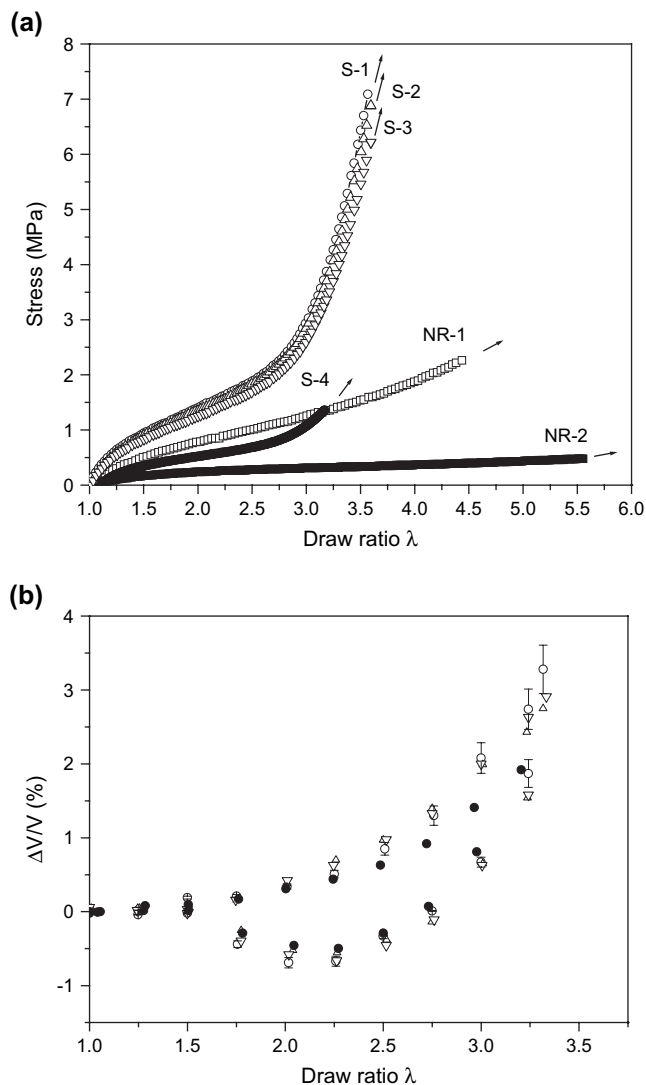 (a)
8
7
6
5
4
3
2
1
0
Stress (MPa)
S-1
S-2
S-3
NR-1
S-4
NR-2
1.0 1.5 2.0 2.5 3.0 3.5 4.0 4.5 5.0 5.5 6.0
Draw ratio λ
(b)
4
3
2
1
0
-1
ΔV/V (%)
1.0 1.5 2.0 2.5 3.0 3.5
Draw ratio λ